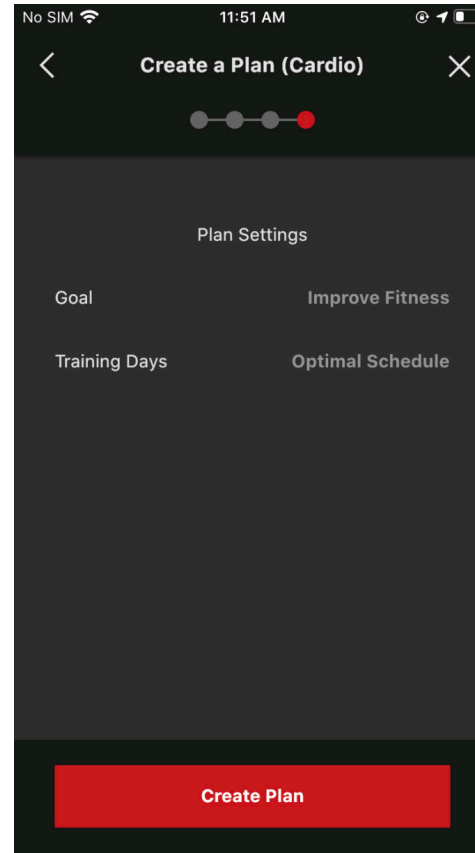 No SIM 11:51 AM
Create a Plan (Cardio)
Plan Settings
Goal Improve Fitness
Training Days Optimal Schedule
Create Plan